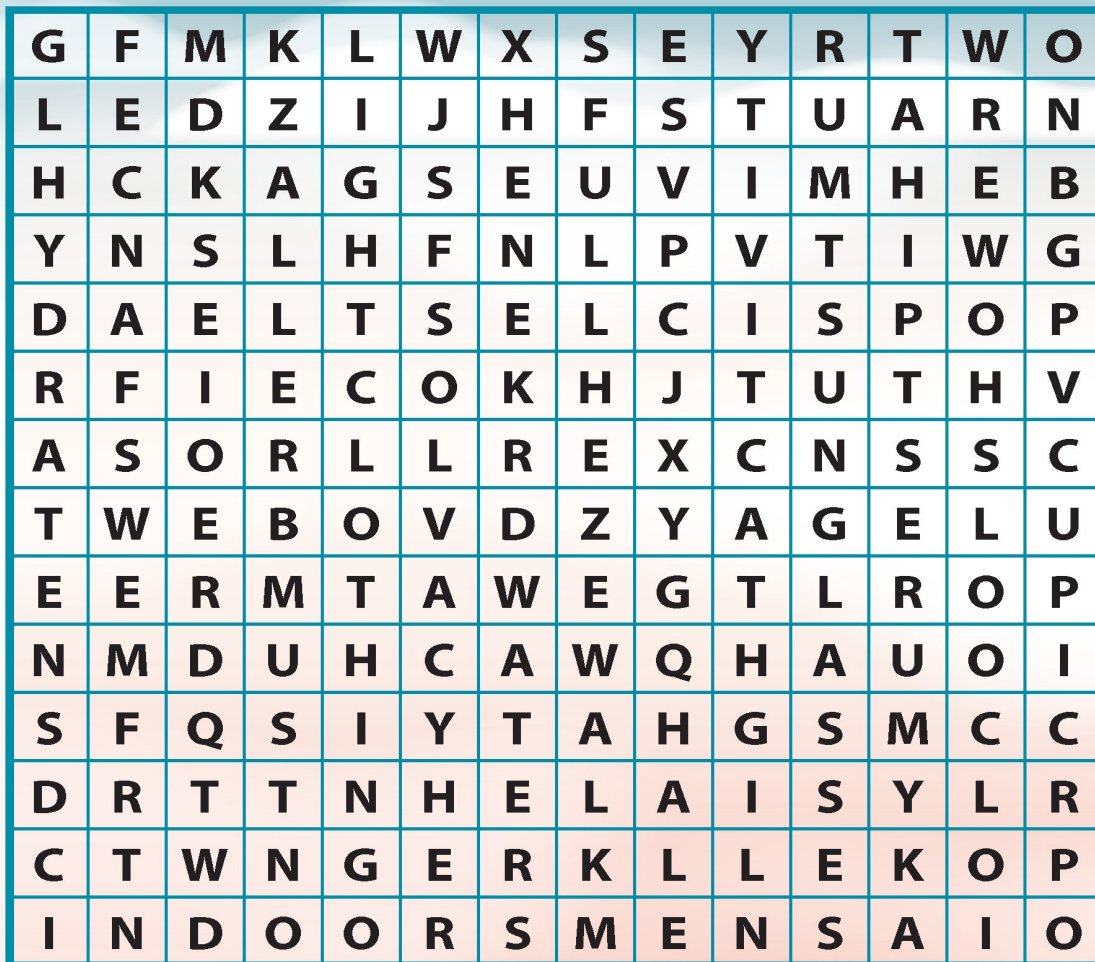 G F M K L W X S E Y R T W O
L E D Z I J H F S T U A R N
H C K A G S E U V I M H E B
Y N S L H F N L P V T I W G
D A E L T S E L C I S P O P
R F I E C O K H J T U T H V
A S O R L L R E X C N S S C
T W E B O V D Z Y A G E L U
E E R M T A W E G T L R O P
N M D U H C A W Q H A U O I
S F Q S I Y T A H G S M C C
D R T T N H E L A I S Y L R
C T W N G E R K L L E K O P
I N D O O R S M E N S A I O